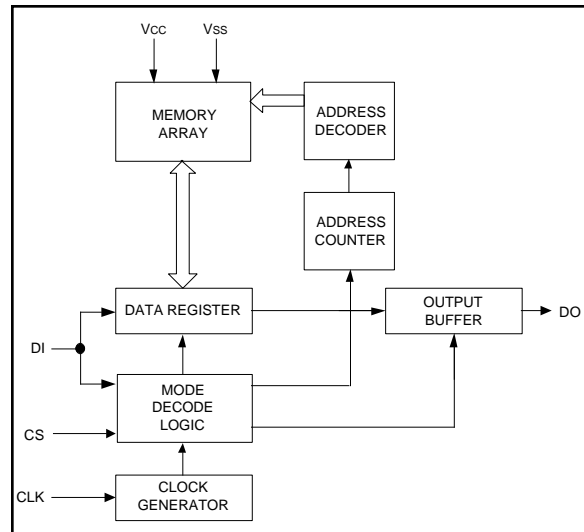 Vcc Vss
MEMORY
ARRAY
ADDRESS
DECODER
ADDRESS
COUNTER
DATA REGISTER
OUTPUT
BUFFER
DO
DI
MODE
DECODE
LOGIC
CS
CLK
CLOCK
GENERATOR